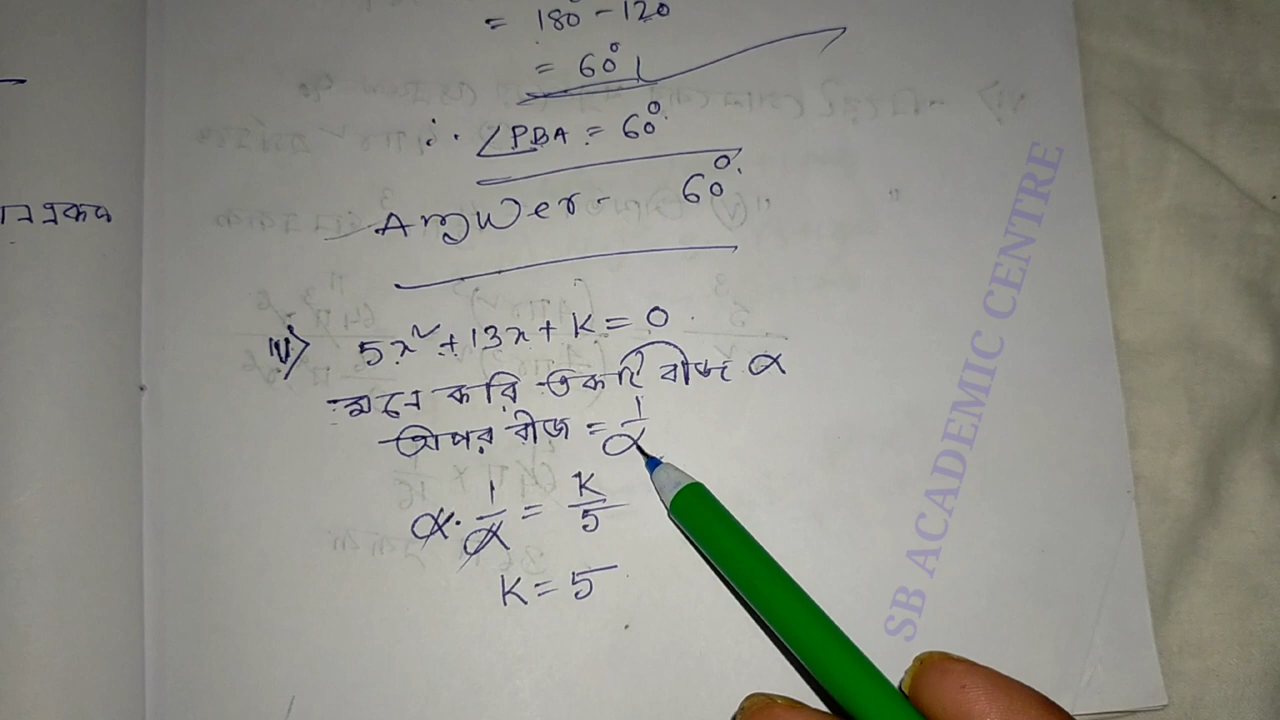 = 180° - 120
= 60°
∴ ∠PBA = 60°
Answer - 60°.
iv) 5x² + 13x + K = 0.
মনে করি একটি বীজ α
অপর বীজ = 1/α
α · 1/α = K/5
K = 5
SB ACADEMIC CENTRE